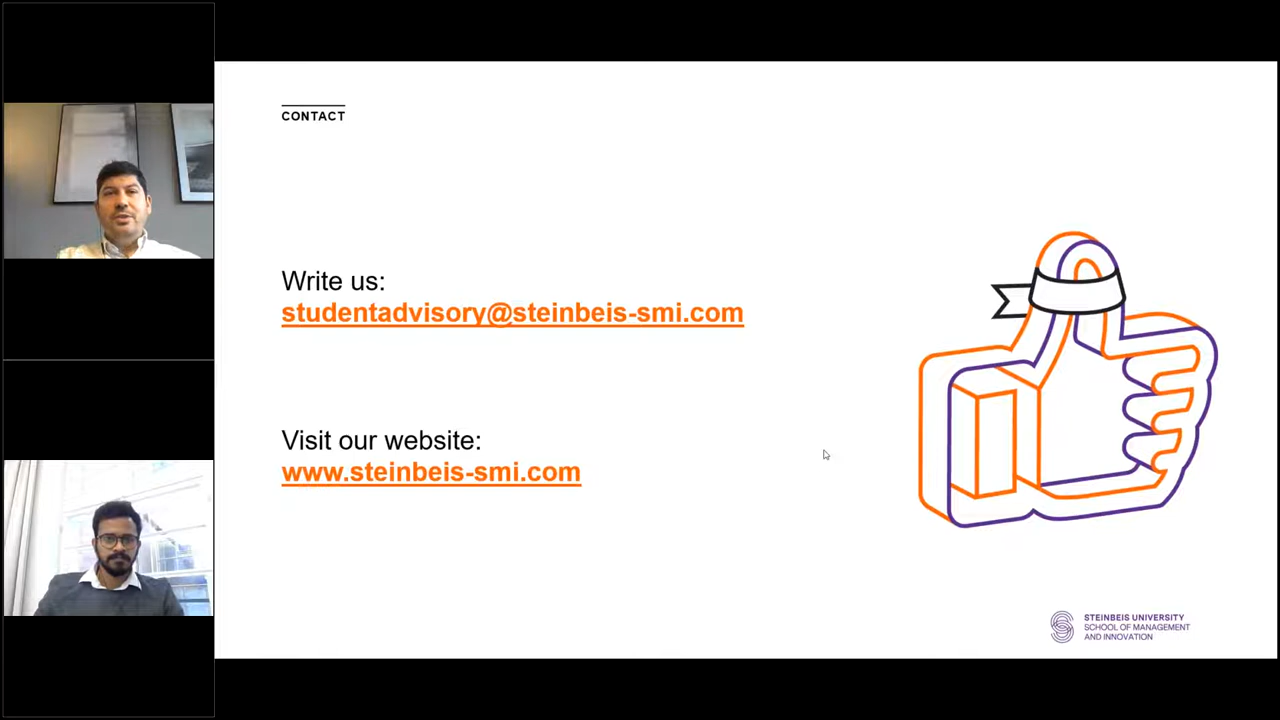 CONTACT
Write us:
studentadvisory@steinbeis-smi.com
Visit our website:
www.steinbeis-smi.com
STEINBEIS UNIVERSITY
SCHOOL OF MANAGEMENT
AND INNOVATION